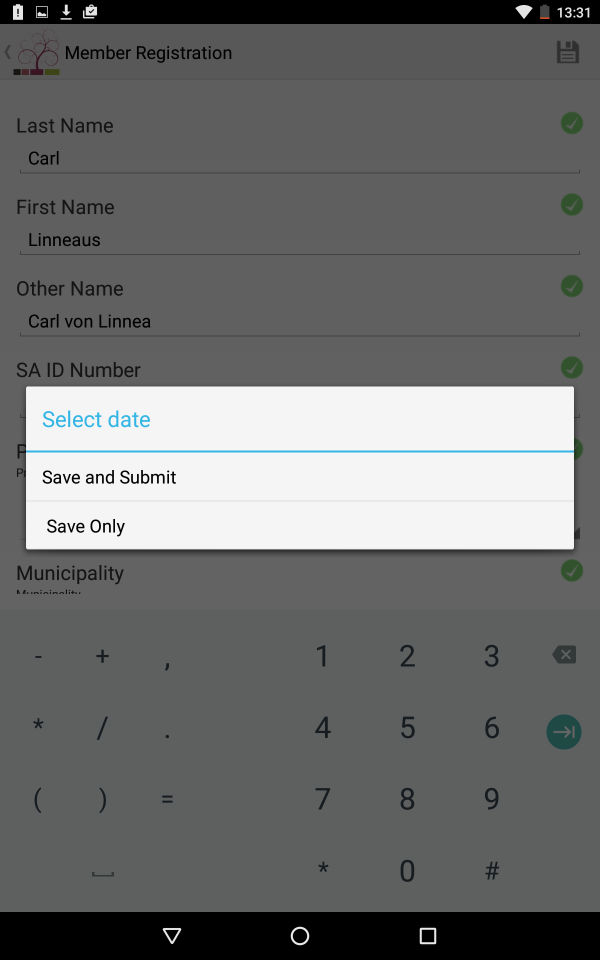 13:31
Member Registration
Last Name
Carl
First Name
Linneaus
Other Name
Carl von Linnea
SA ID Number
Select date
Save and Submit
Save Only
Municipality
- + , 1 2 3
* / . 4 5 6
( ) = 7 8 9
* 0 #